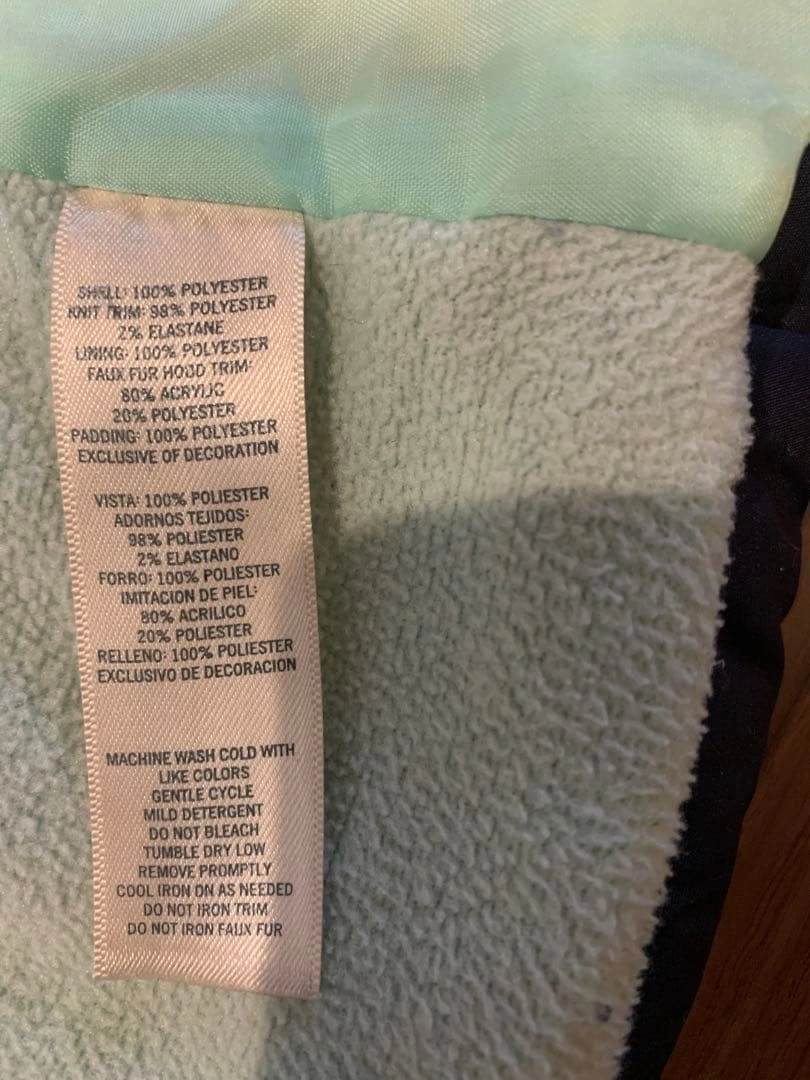 SHELL: 100% POLYESTER
KNIT TRIM: 98% POLYESTER
2% ELASTANE
LINING: 100% POLYESTER
FAUX FUR HOOD TRIM:
80% ACRYLIC
20% POLYESTER
PADDING: 100% POLYESTER
EXCLUSIVE OF DECORATION
VISTA: 100% POLIESTER
ADORNOS TEJIDOS:
98% POLIESTER
2% ELASTANO
FORRO: 100% POLIESTER
IMITACION DE PIEL:
80% ACRILICO
20% POLIESTER
RELLENO: 100% POLIESTER
EXCLUSIVO DE DECORACION
MACHINE WASH COLD WITH
LIKE COLORS
GENTLE CYCLE
MILD DETERGENT
DO NOT BLEACH
TUMBLE DRY LOW
REMOVE PROMPTLY
COOL IRON ON AS NEEDED
DO NOT IRON TRIM
DO NOT IRON FAUX FUR